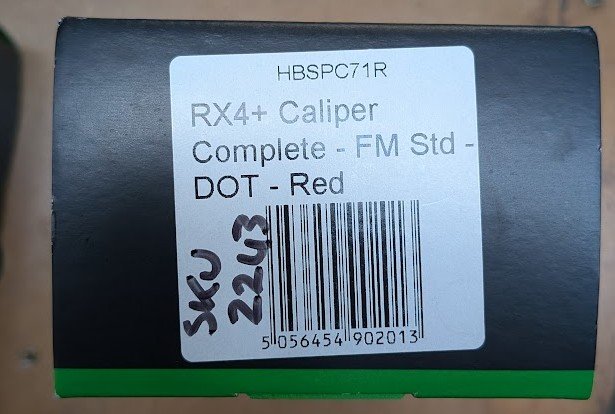 HBSPC71R
RX4+ Caliper
Complete - FM Std -
DOT - Red
SKU
2243
5 056454 902013